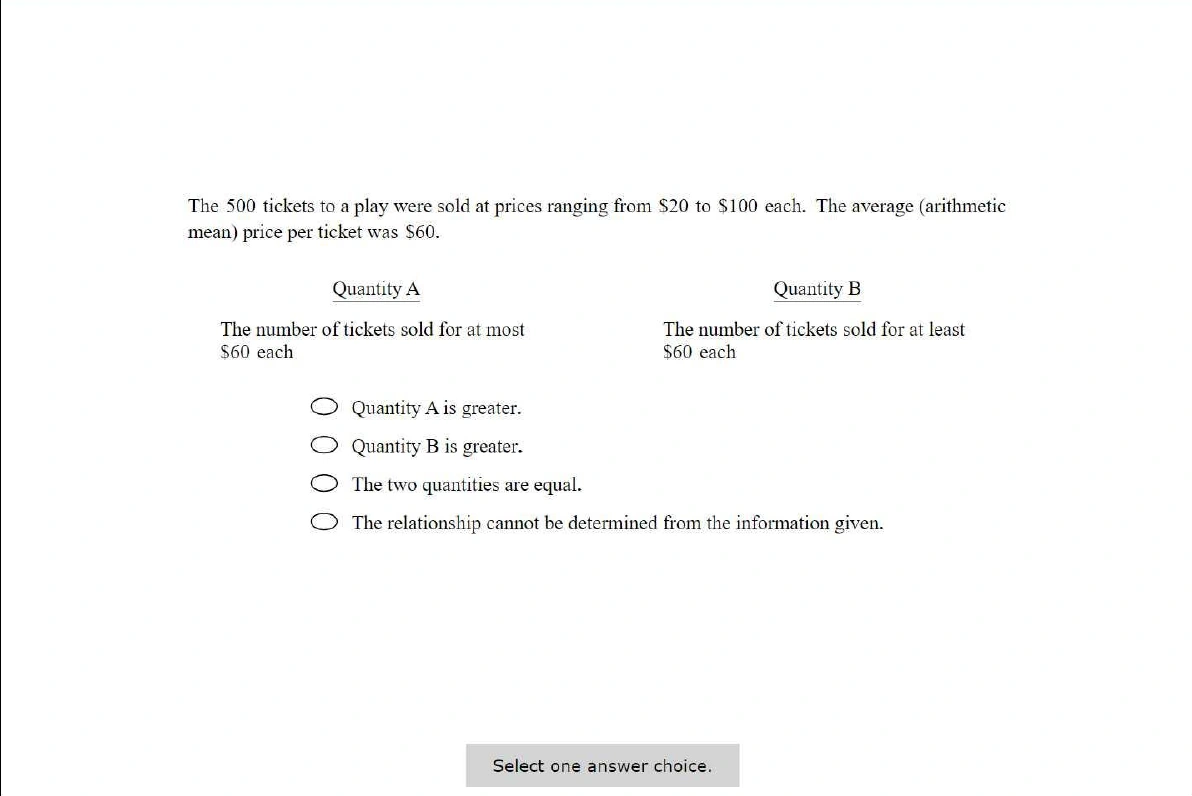 The 500 tickets to a play were sold at prices ranging from $20 to $100 each. The average (arithmetic
mean) price per ticket was $60.
Quantity A
Quantity B
The number of tickets sold for at most
$60 each
The number of tickets sold for at least
$60 each
Quantity A is greater.
Quantity B is greater.
The two quantities are equal.
The relationship cannot be determined from the information given.
Select one answer choice.